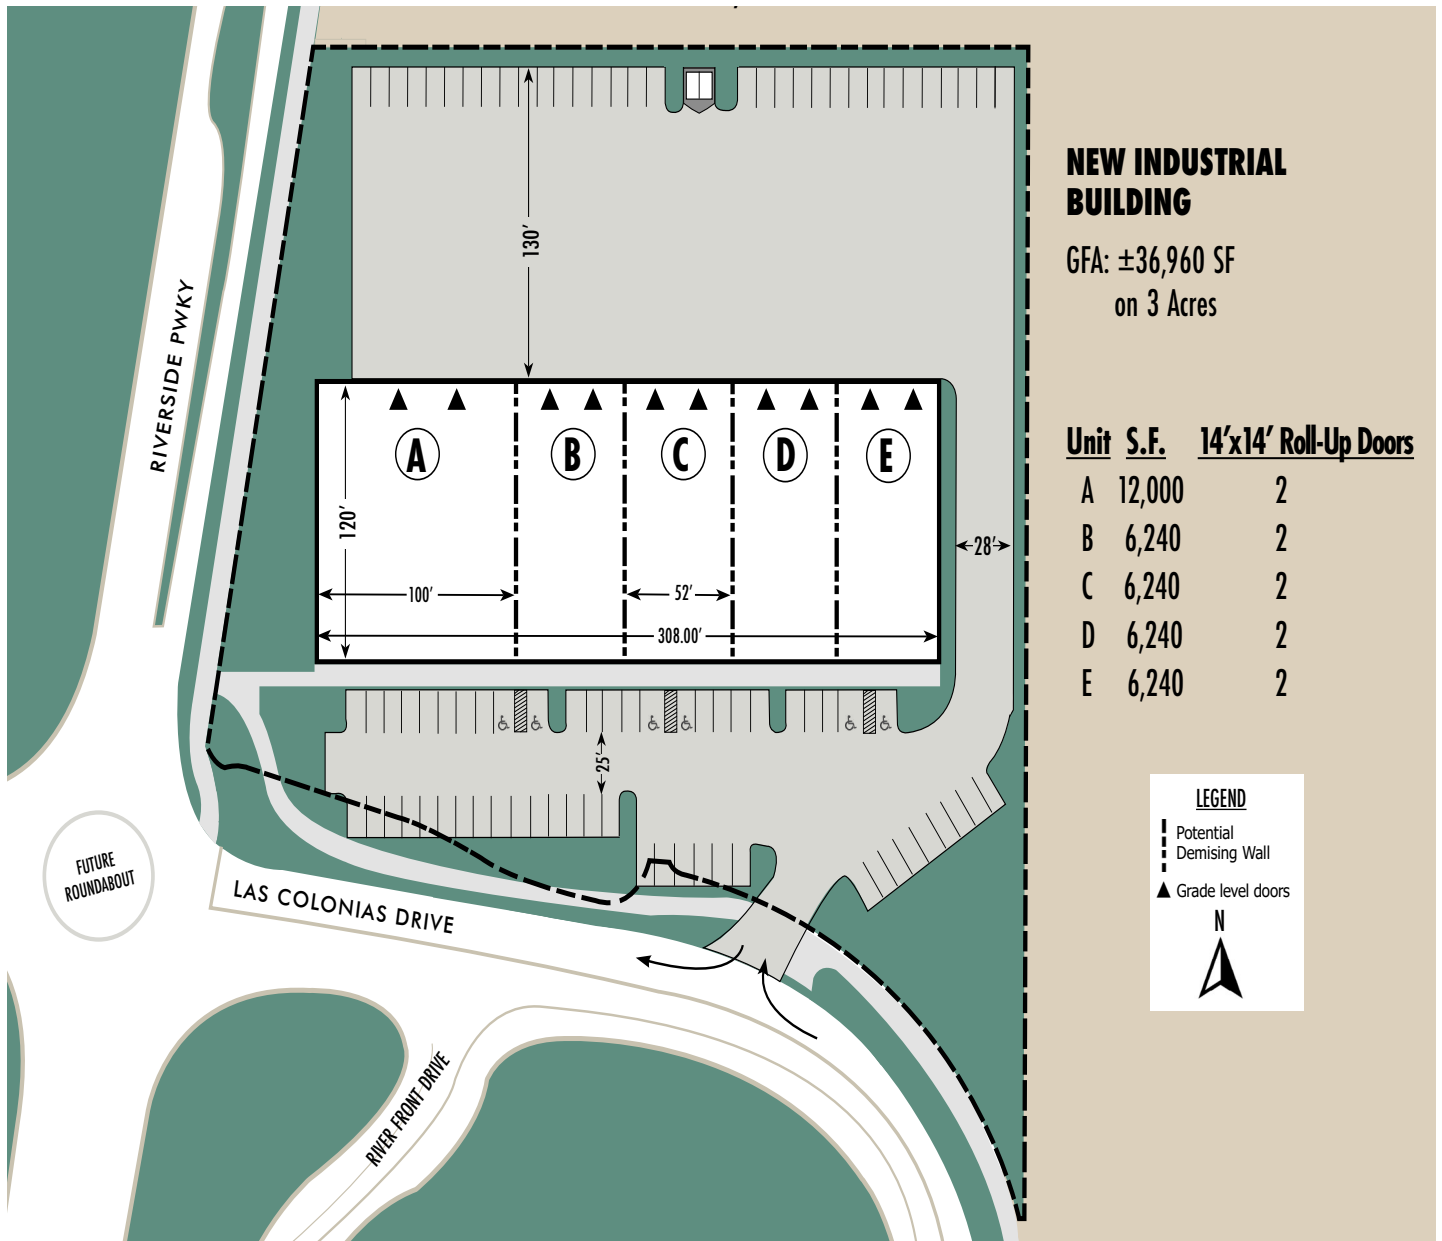 NEW INDUSTRIAL
BUILDING
GFA: ±36,960 SF
on 3 Acres
130'
RIVERSIDE PWKY
A
B
C
D
E
120'
100'
52'
308.00'
28'
25'
Unit S.F. 14'x14' Roll-Up Doors
A 12,000 2
B 6,240 2
C 6,240 2
D 6,240 2
E 6,240 2
LEGEND
Potential
Demising Wall
Grade level doors
N
FUTURE
ROUNDABOUT
LAS COLONIAS DRIVE
RIVER FRONT DRIVE